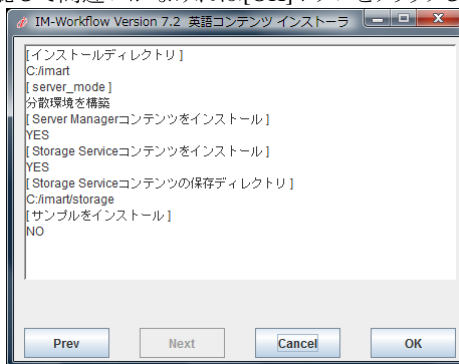 IM-Workflow Version 7.2 英語コンテンツ インストーラ
[インストールディレクトリ]
C:/imart
[server_mode]
分散環境を構築
[Server Managerコンテンツをインストール]
YES
[Storage Serviceコンテンツをインストール]
YES
[Storage Serviceコンテンツの保存ディレクトリ]
C:/imart/storage
[サンプルをインストール]
NO
Prev Next Cancel OK